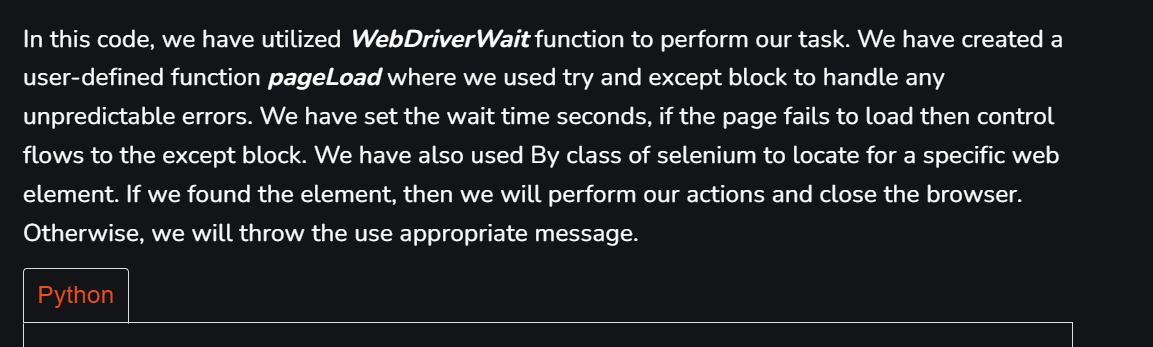 In this code, we have utilized WebDriverWait function to perform our task. We have created a
user-defined function pageLoad where we used try and except block to handle any
unpredictable errors. We have set the wait time seconds, if the page fails to load then control
flows to the except block. We have also used By class of selenium to locate for a specific web
element. If we found the element, then we will perform our actions and close the browser.
Otherwise, we will throw the use appropriate message.
Python